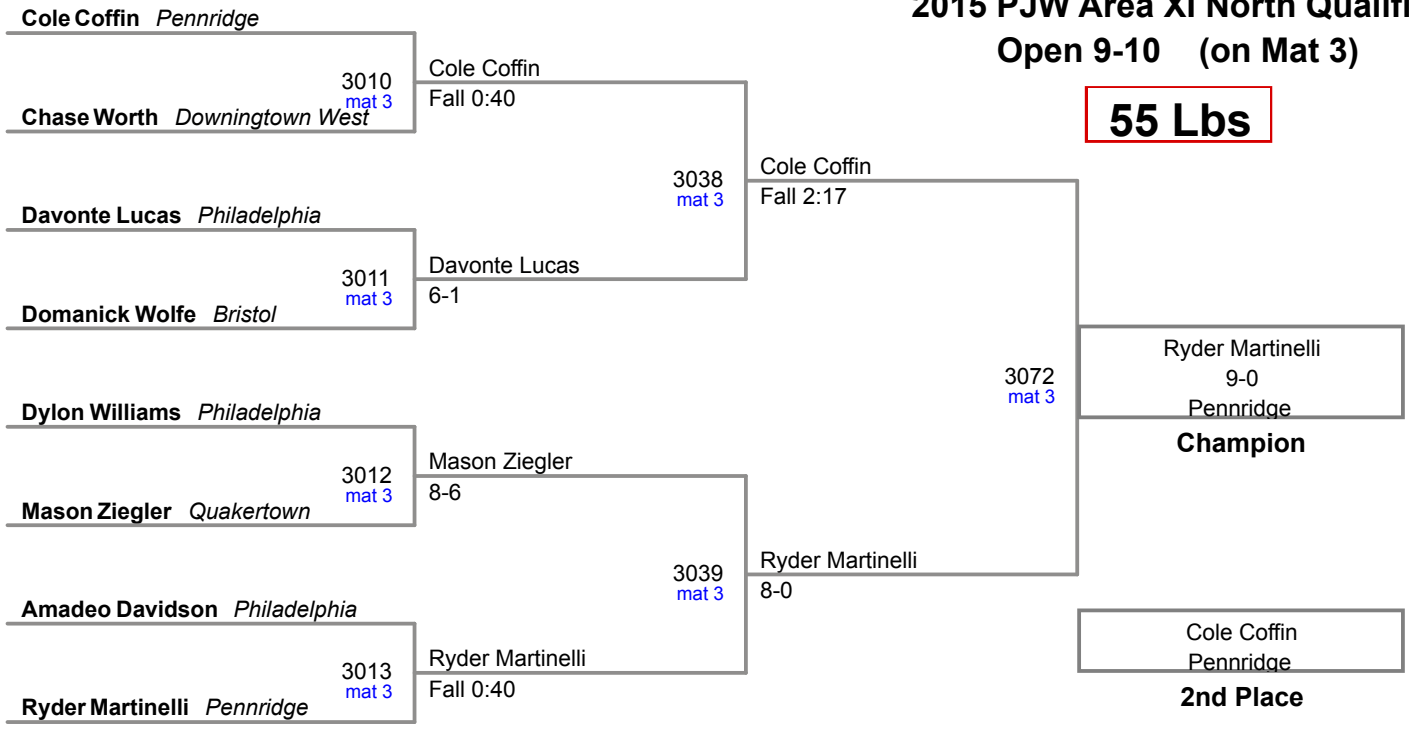 2015 PJW Area XI North Qualifi
Open 9-10 (on Mat 3)
55 Lbs
Cole Coffin Pennridge
3010
mat 3
Chase Worth Downingtown West
Cole Coffin
Fall 0:40
Davonte Lucas Philadelphia
3011
mat 3
Domanick Wolfe Bristol
Davonte Lucas
6-1
3038
mat 3
Cole Coffin
Fall 2:17
Dylon Williams Philadelphia
3012
mat 3
Mason Ziegler Quakertown
Mason Ziegler
8-6
Amadeo Davidson Philadelphia
3013
mat 3
Ryder Martinelli Pennridge
Ryder Martinelli
Fall 0:40
3039
mat 3
Ryder Martinelli
8-0
3072
mat 3
Ryder Martinelli
9-0
Pennridge
Champion
Cole Coffin
Pennridge
2nd Place